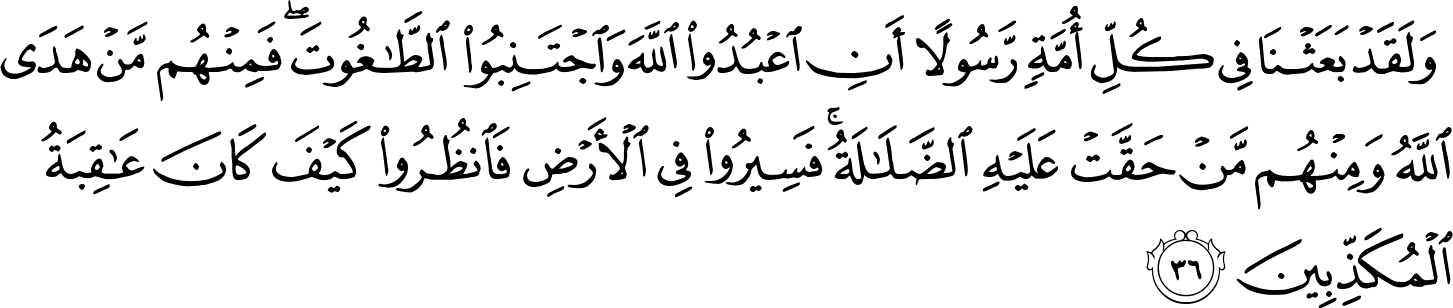 وَلَقَدۡ بَعَثۡنَا فِي كُلِّ أُمَّةٖ رَّسُولًا أَنِ ٱعۡبُدُواْ ٱللَّهَ وَٱجۡتَنِبُواْ ٱلطَّٰغُوتَۖ فَمِنۡهُم مَّنۡ هَدَى
ٱللَّهُ وَمِنۡهُم مَّنۡ حَقَّتۡ عَلَيۡهِ ٱلضَّلَٰلَةُۚ فَسِيرُواْ فِي ٱلۡأَرۡضِ فَٱنظُرُواْ كَيۡفَ كَانَ عَٰقِبَةُ
ٱلۡمُكَذِّبِينَ ٣٦